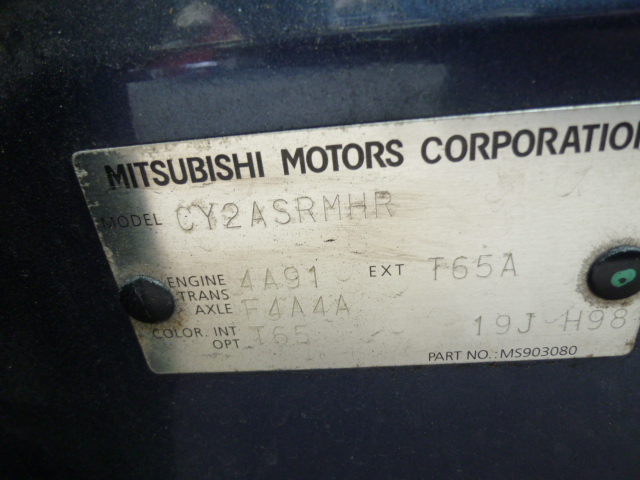 MITSUBISHI MOTORS CORPORATION
MODEL CY2ASRMHR
ENGINE 4A91 EXT T65A
TRANS
AXLE F4A4A
COLOR. INT T65 19J H98
OPT
PART NO.:MS903080